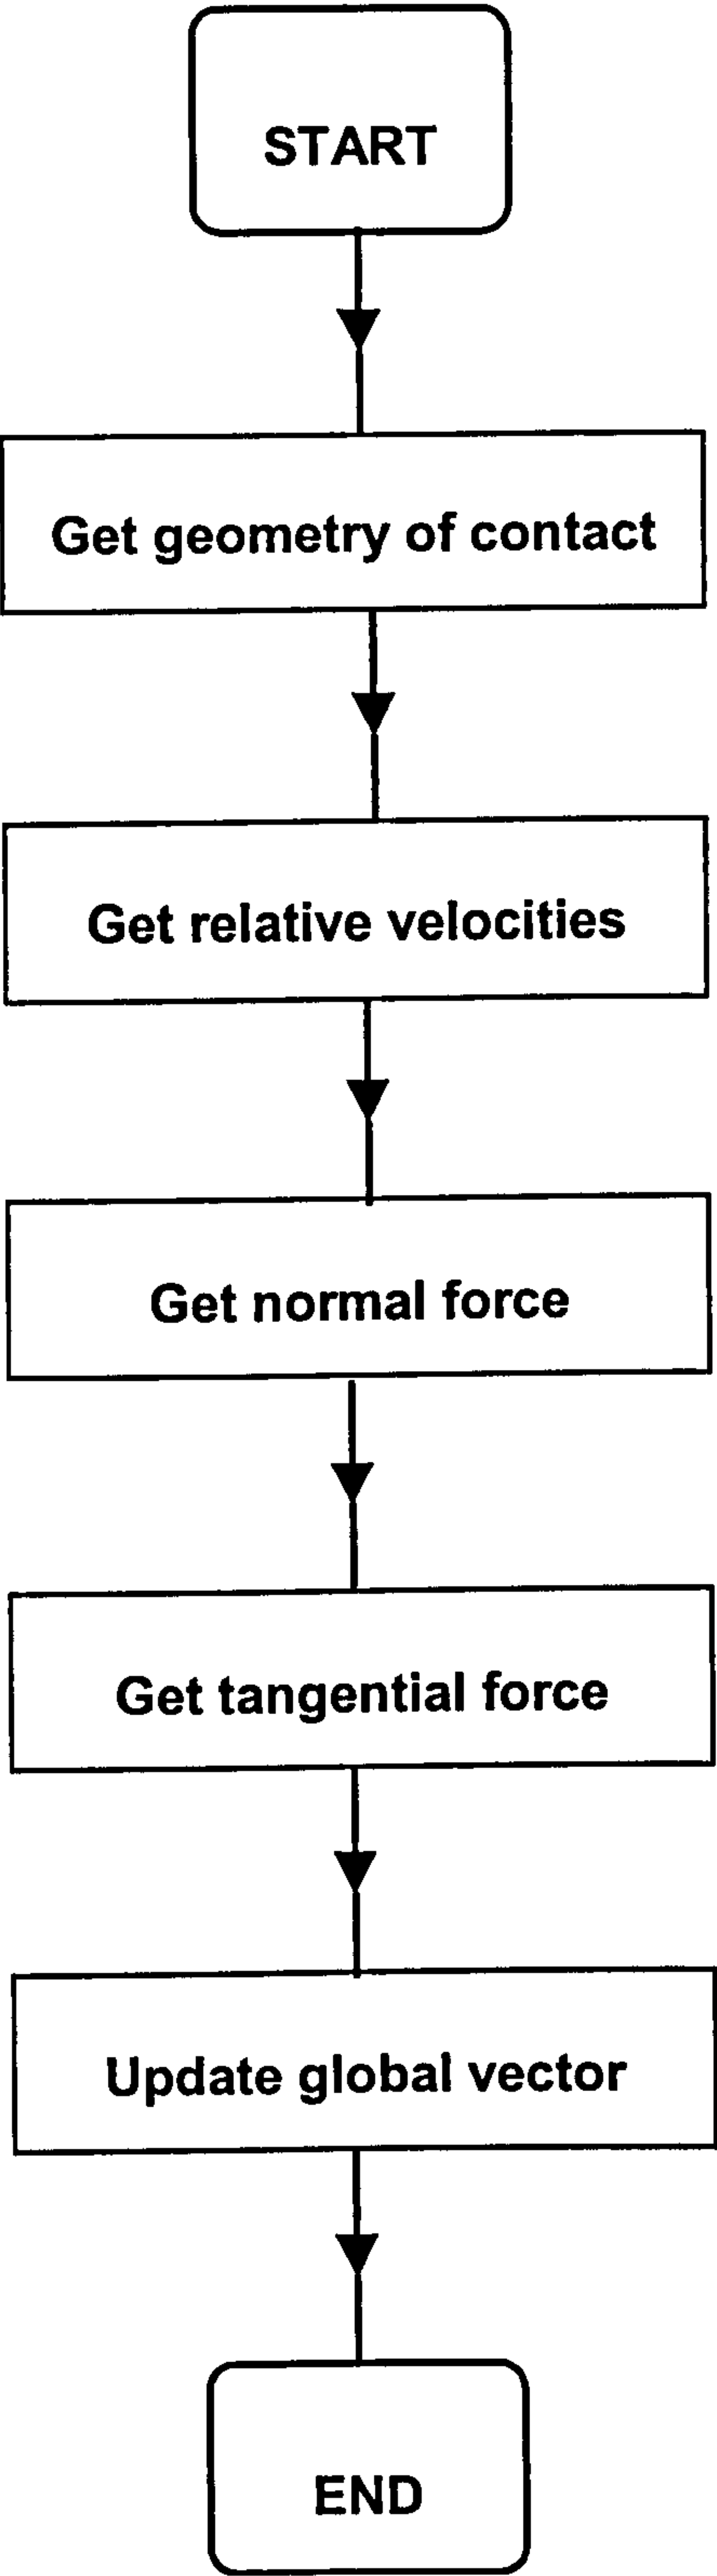 START
Get geometry of contact
Get relative velocities
Get normal force
Get tangential force
Update global vector
END